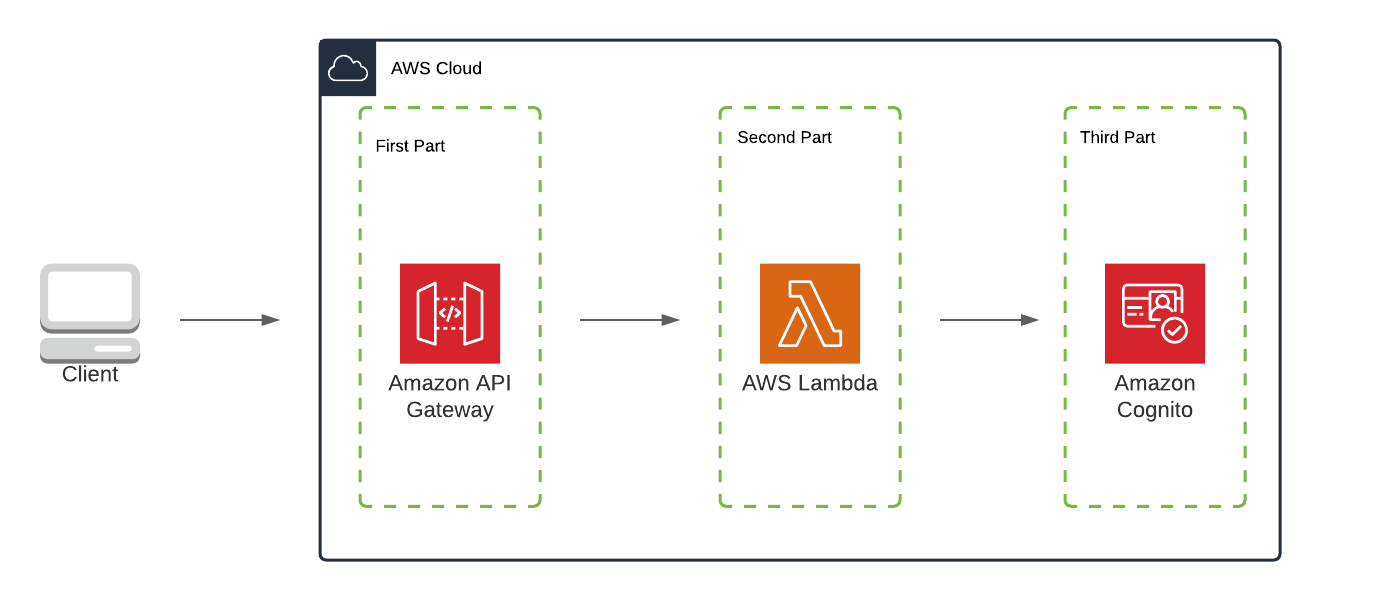 AWS Cloud
First Part
Second Part
Third Part
Client
Amazon API
Gateway
AWS Lambda
Amazon
Cognito